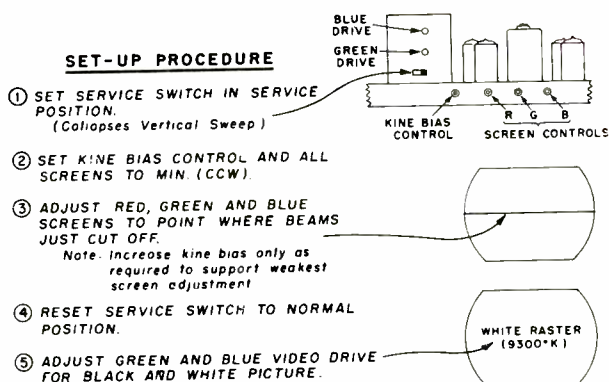 SET-UP PROCEDURE
① SET SERVICE SWITCH IN SERVICE
POSITION.
(Collapses Vertical Sweep)
② SET KINE BIAS CONTROL AND ALL
SCREENS TO MIN. (CCW).
③ ADJUST RED, GREEN AND BLUE
SCREENS TO POINT WHERE BEAMS
JUST CUT OFF.
Note- Increase kine bias only as
required to support weakest
screen adjustment
④ RESET SERVICE SWITCH TO NORMAL
POSITION.
⑤ ADJUST GREEN AND BLUE VIDEO DRIVE
FOR BLACK AND WHITE PICTURE.
BLUE
DRIVE
GREEN
DRIVE
KINE BIAS
CONTROL
R G B
SCREEN CONTROLS
WHITE RASTER
(9300°K)